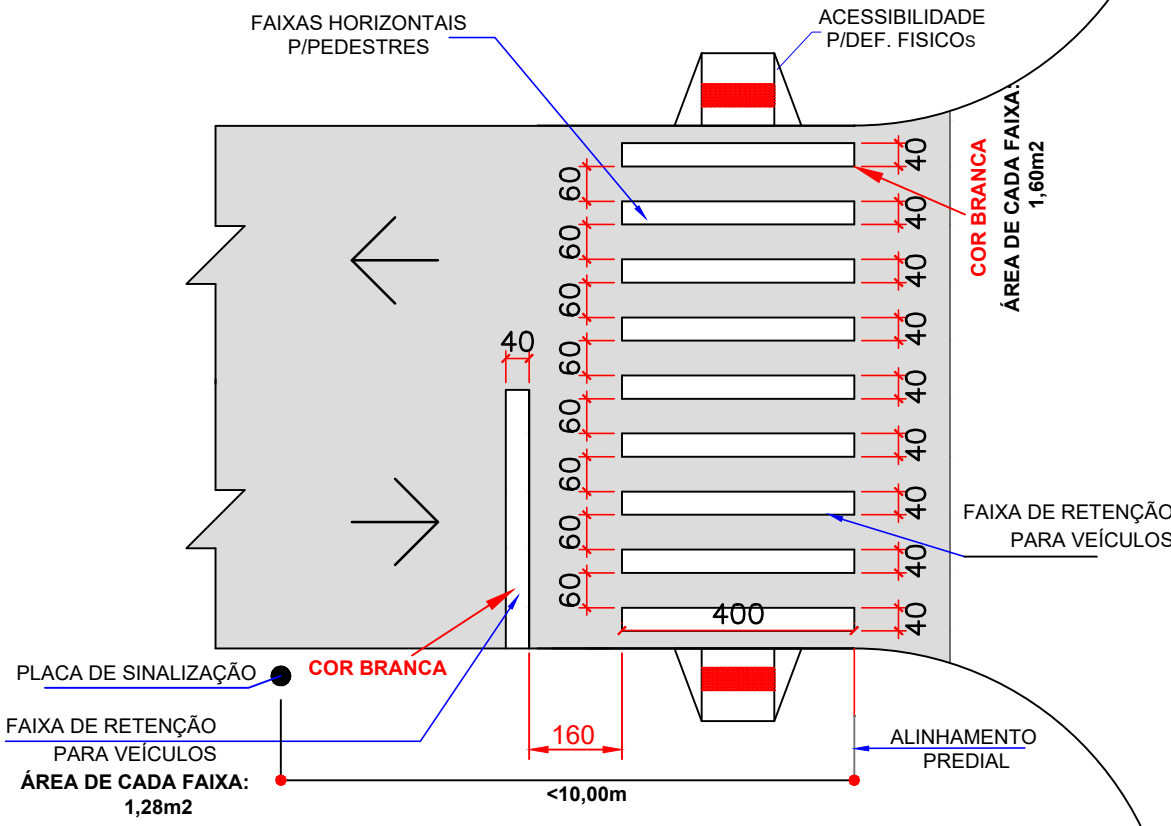 FAIXAS HORIZONTAIS
P/PEDESTRES
ACESSIBILIDADE
P/DEF. FISICOs
COR BRANCA
ÁREA DE CADA FAIXA:
1,60m2
40
40
40
40
40
40
40
40
40
60
60
60
60
60
60
60
60
40
400
FAIXA DE RETENÇÃO
PARA VEÍCULOS
PLACA DE SINALIZAÇÃO
COR BRANCA
FAIXA DE RETENÇÃO
PARA VEÍCULOS
ÁREA DE CADA FAIXA:
1,28m2
160
<10,00m
ALINHAMENTO
PREDIAL